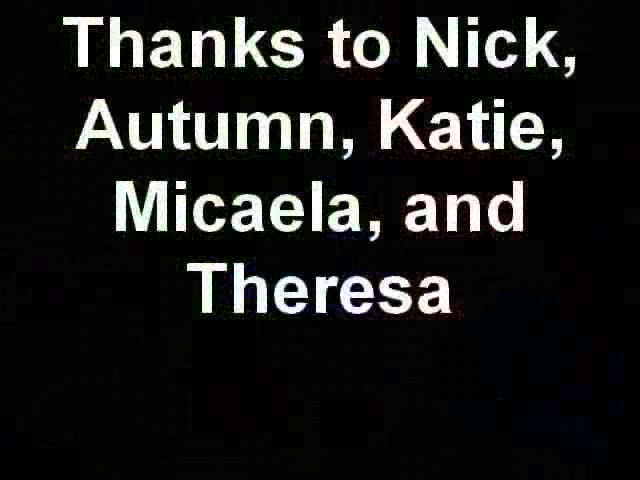 Thanks to Nick,
Autumn, Katie,
Micaela, and
Theresa